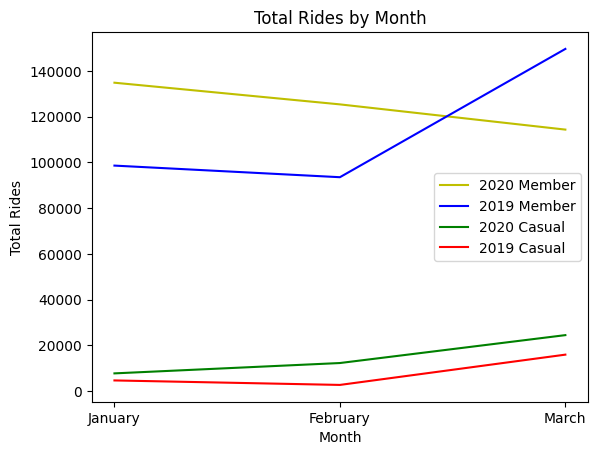 Total Rides by Month
Total Rides
140000
120000
100000
80000
60000
40000
20000
0
2020 Member
2019 Member
2020 Casual
2019 Casual
January
February
March
Month